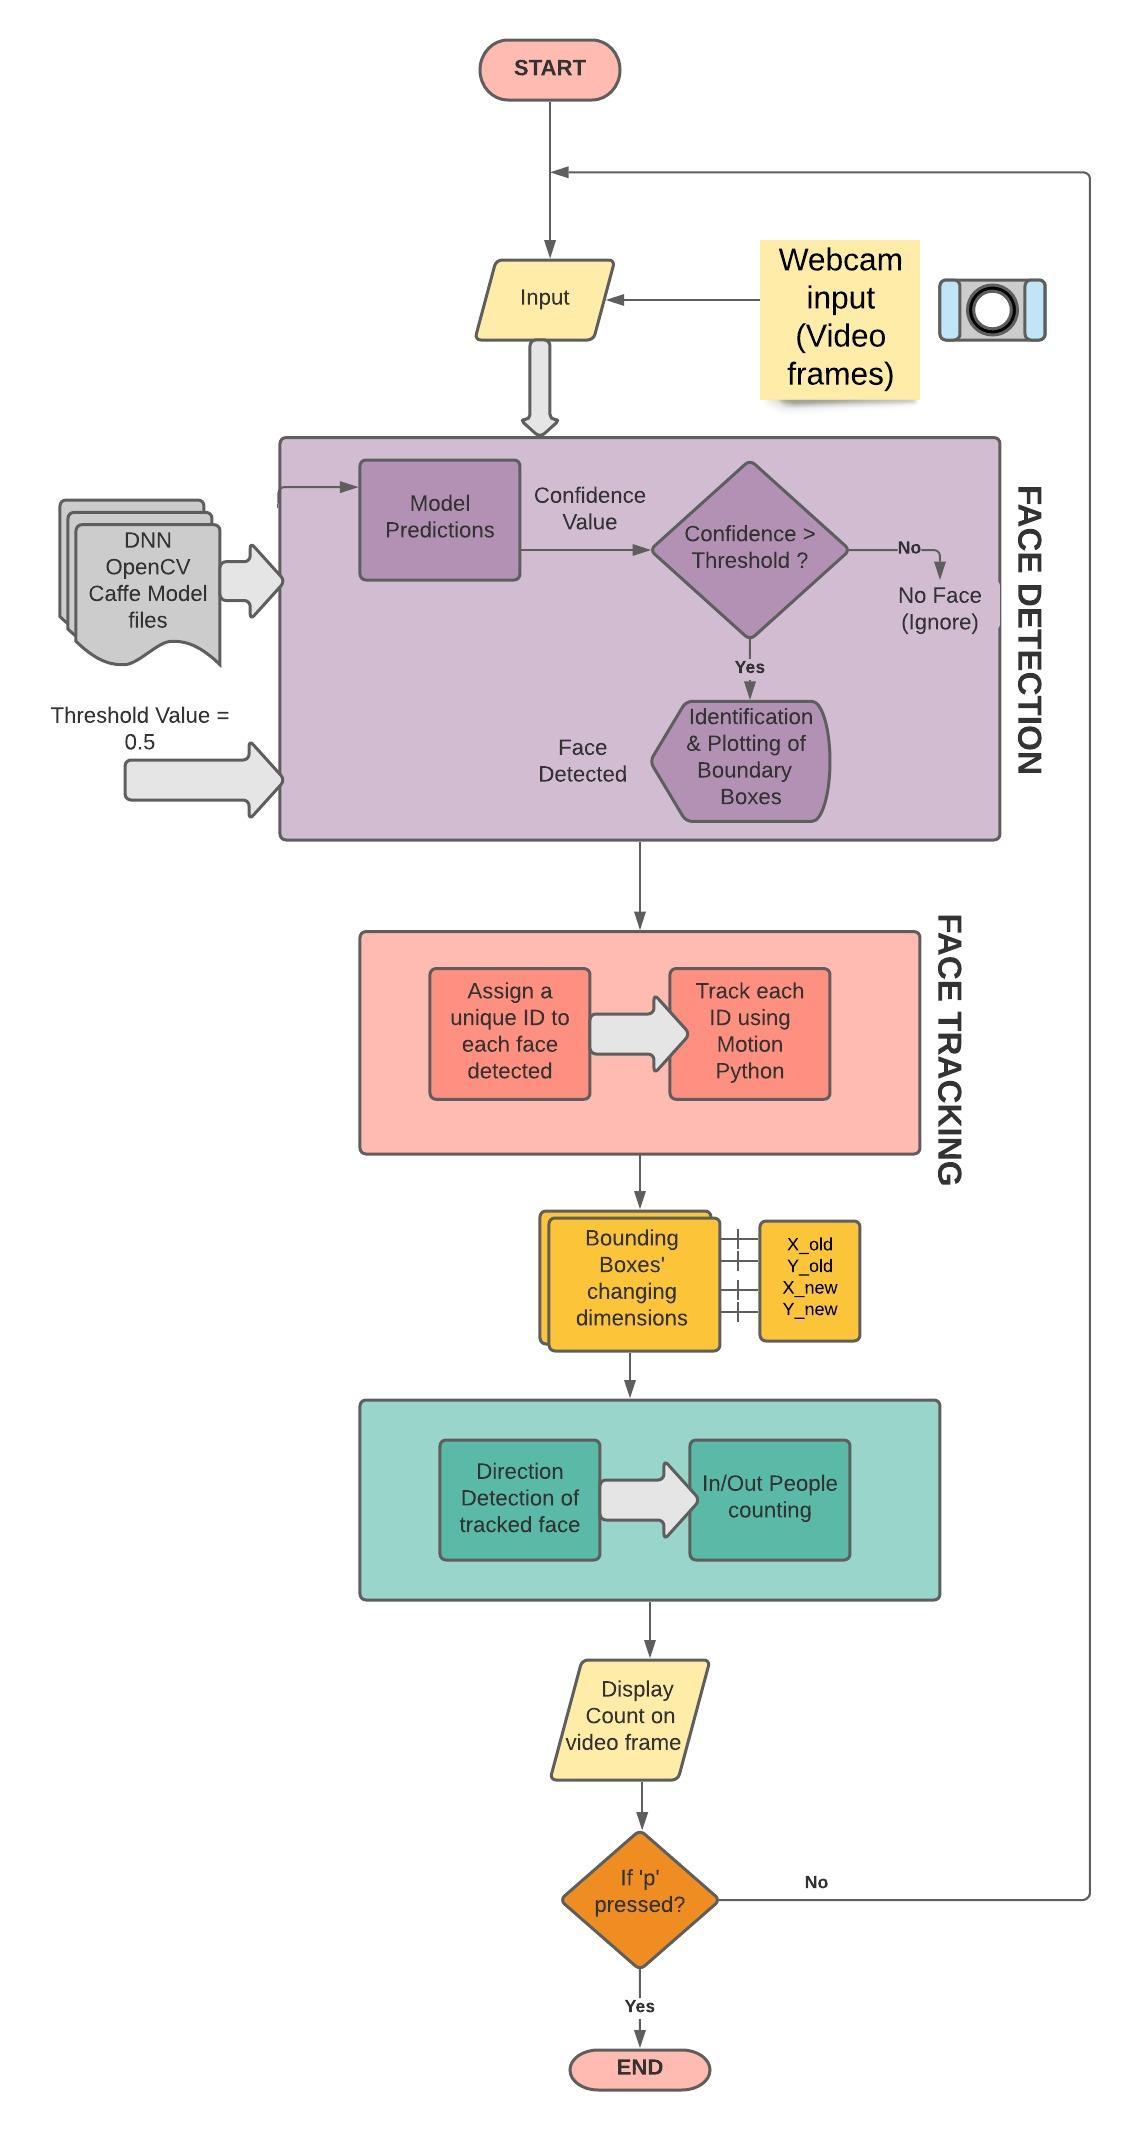 START
Input
Webcam
input
(Video
frames)
Model
Predictions
Confidence
Value
Confidence >
Threshold ?
No
No Face
(Ignore)
FACE DETECTION
DNN
OpenCV
Caffe Model
files
Yes
Threshold Value =
0.5
Face
Detected
Identification
& Plotting of
Boundary
Boxes
FACE TRACKING
Assign a
unique ID to
each face
detected
Track each
ID using
Motion
Python
Bounding
Boxes'
changing
dimensions
X_old
Y_old
X_new
Y_new
Direction
Detection of
tracked face
In/Out People
counting
Display
Count on
video frame
If 'p'
pressed?
No
Yes
END